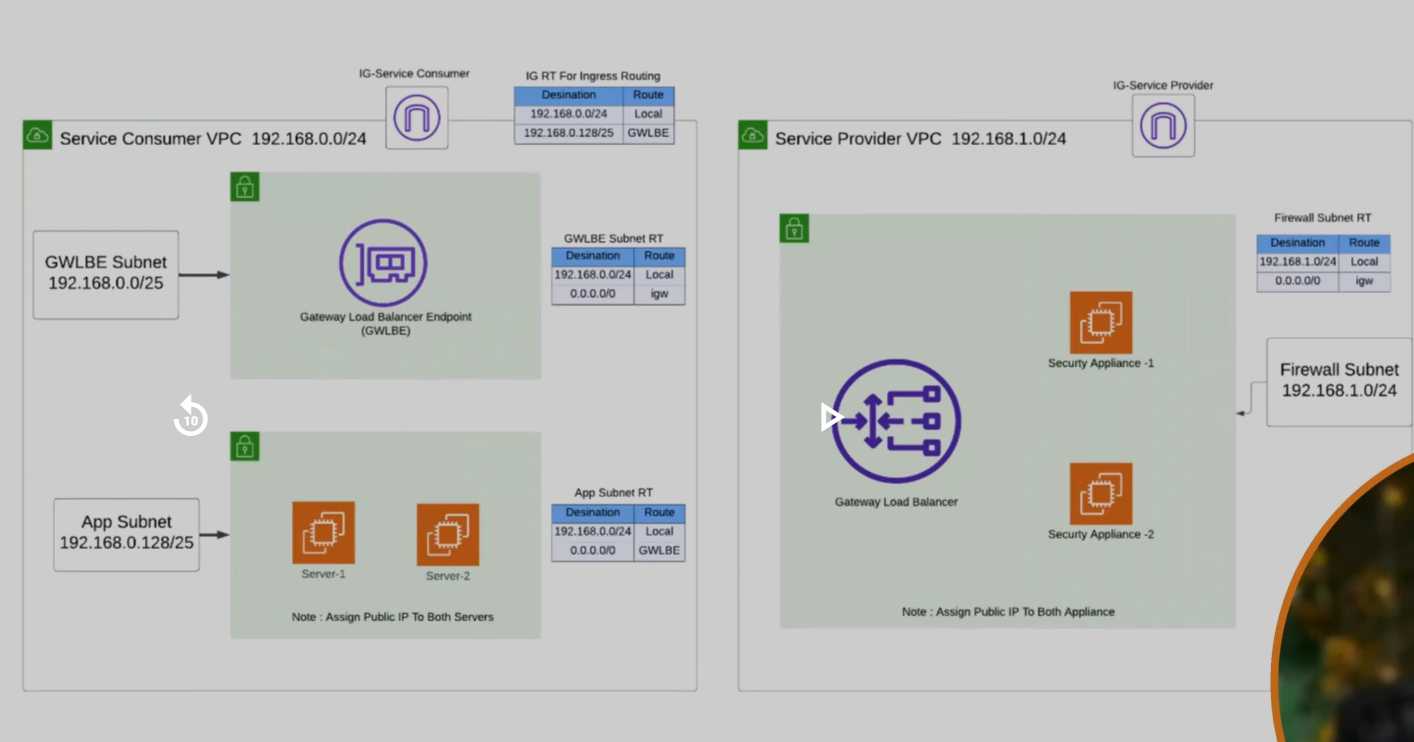 IG-Service Consumer
IG RT For Ingress Routing
Desination Route
192.168.0.0/24 Local
192.168.0.128/25 GWLBE
Service Consumer VPC 192.168.0.0/24
GWLBE Subnet
192.168.0.0/25
Gateway Load Balancer Endpoint
(GWLBE)
GWLBE Subnet RT
Desination Route
192.168.0.0/24 Local
0.0.0.0/0 igw
10
App Subnet
192.168.0.128/25
Server-1
Server-2
Note : Assign Public IP To Both Servers
App Subnet RT
Desination Route
192.168.0.0/24 Local
0.0.0.0/0 GWLBE
IG-Service Provider
Service Provider VPC 192.168.1.0/24
Firewall Subnet RT
Desination Route
192.168.1.0/24 Local
0.0.0.0/0 igw
Securty Appliance -1
Firewall Subnet
192.168.1.0/24
Gateway Load Balancer
Securty Appliance -2
Note : Assign Public IP To Both Appliance